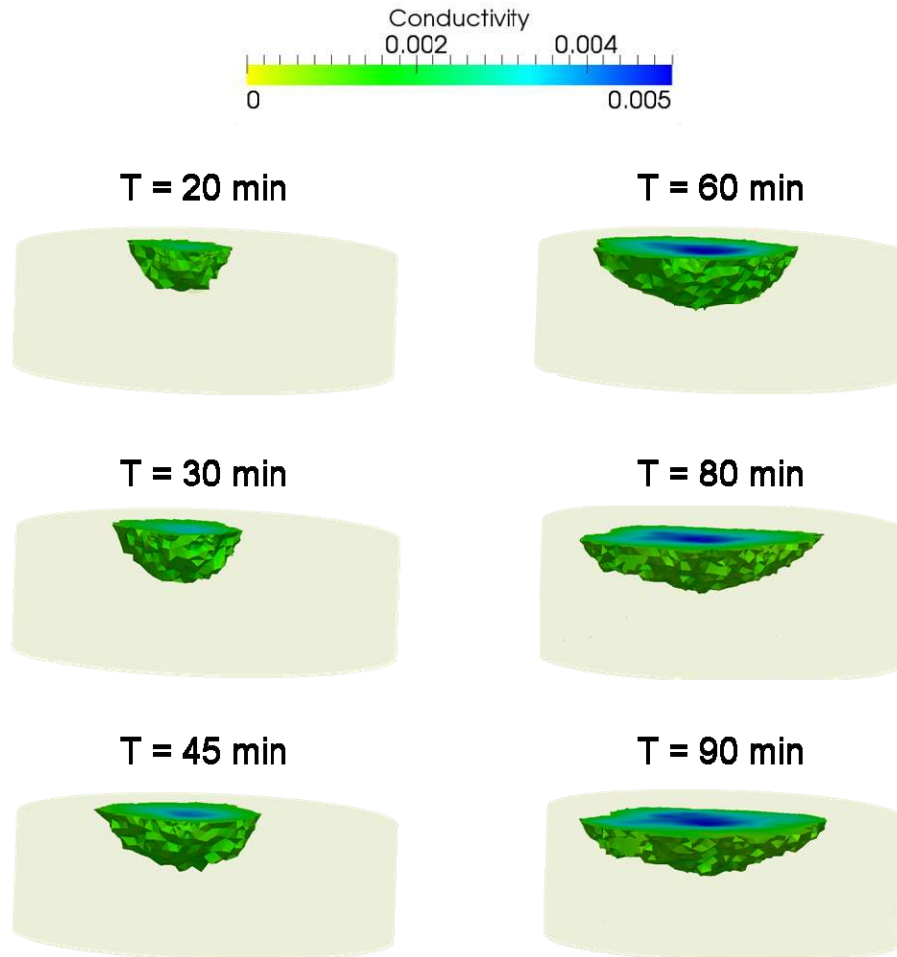 Conductivity
0.002 0.004
0 0.005
T = 20 min
T = 60 min
T = 30 min
T = 80 min
T = 45 min
T = 90 min